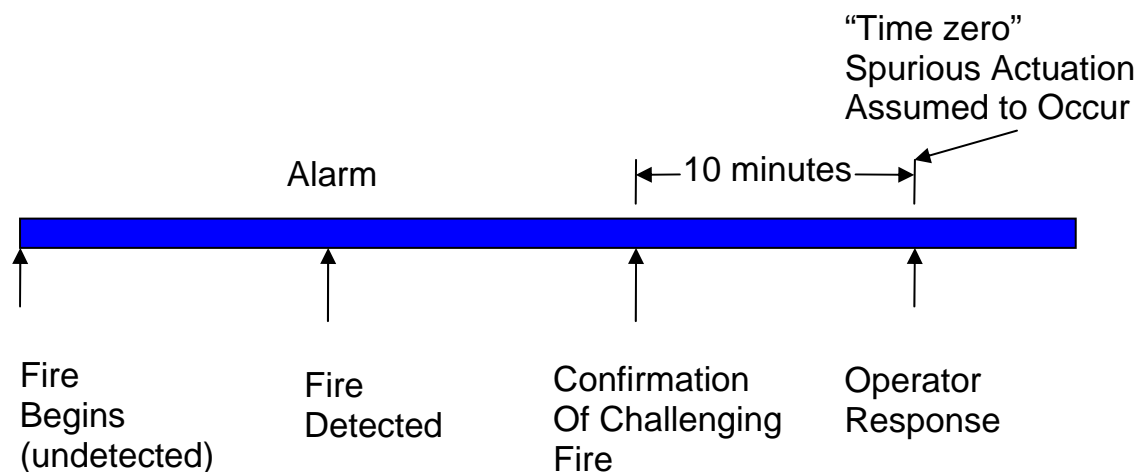 “Time zero”
Spurious Actuation
Assumed to Occur
Alarm
10 minutes
Fire
Begins
(undetected)
Fire
Detected
Confirmation
Of Challenging
Fire
Operator
Response